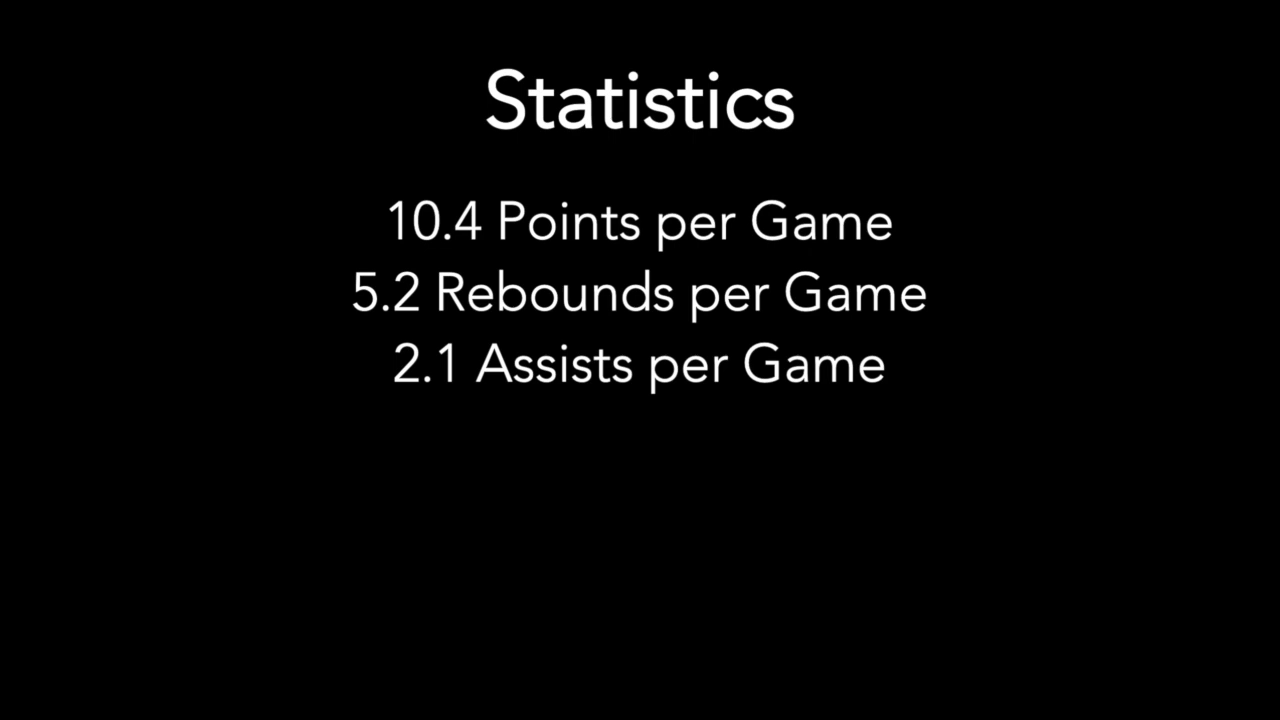 Statistics
10.4 Points per Game
5.2 Rebounds per Game
2.1 Assists per Game